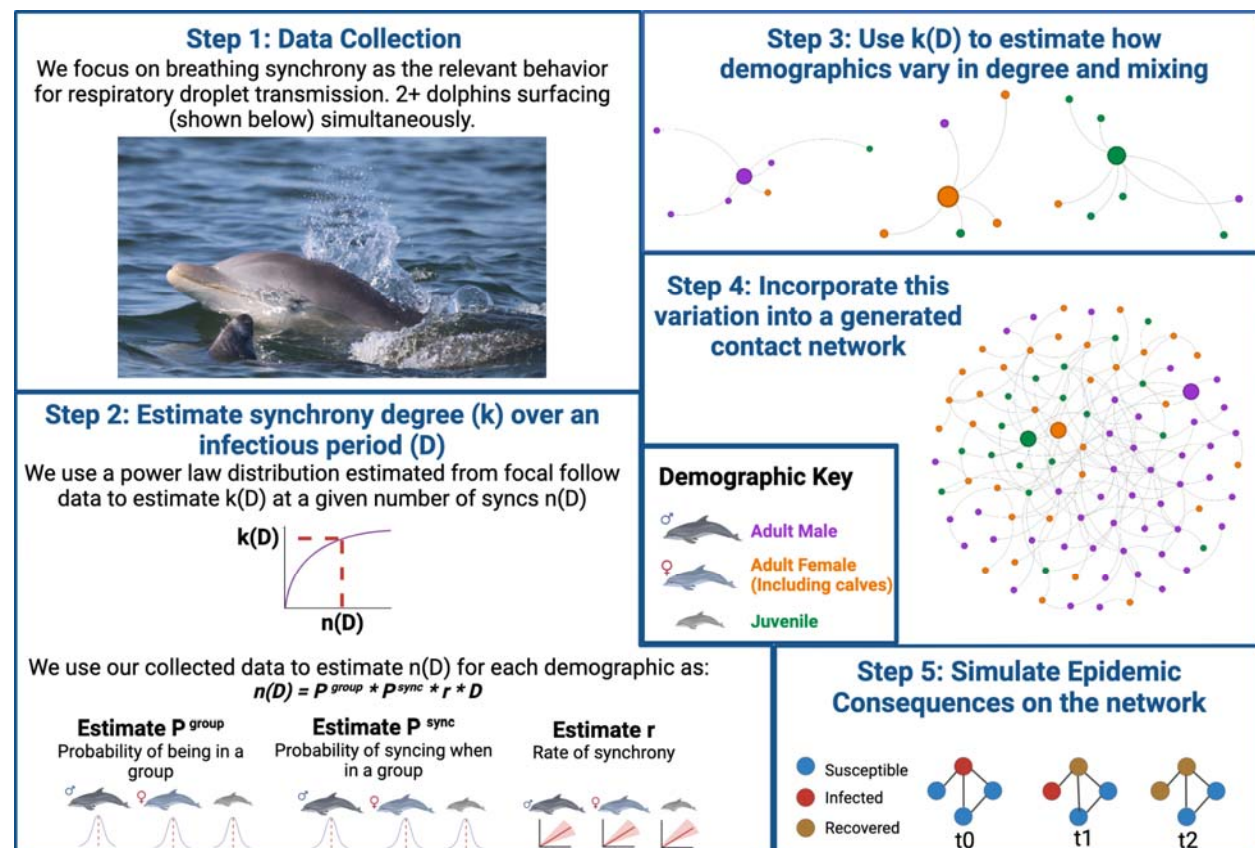 Step 1: Data Collection
We focus on breathing synchrony as the relevant behavior
for respiratory droplet transmission. 2+ dolphins surfacing
(shown below) simultaneously.
Step 2: Estimate synchrony degree (k) over an
infectious period (D)
We use a power law distribution estimated from focal follow
data to estimate k(D) at a given number of syncs n(D)
k(D)
n(D)
We use our collected data to estimate n(D) for each demographic as:
n(D) = P group * P sync * r * D
Estimate P group
Probability of being in a
group
♂
♀
Estimate P sync
Probability of syncing when
in a group
♂
♀
Estimate r
Rate of synchrony
♂
♀
Step 3: Use k(D) to estimate how
demographics vary in degree and mixing
Step 4: Incorporate this
variation into a generated
contact network
Demographic Key
♂
Adult Male
♀
Adult Female
(Including calves)
Juvenile
Step 5: Simulate Epidemic
Consequences on the network
Susceptible
Infected
Recovered
t0
t1
t2